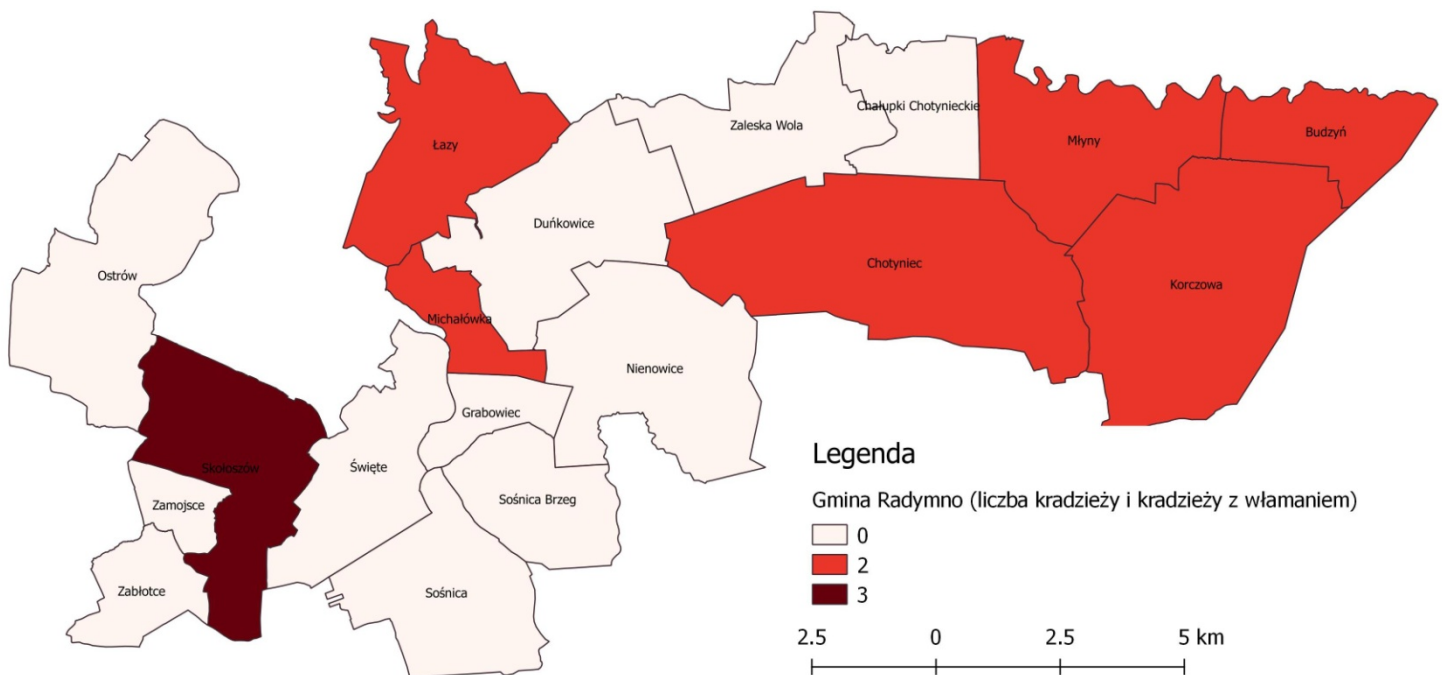 Chałupki Chotynieckie
Zaleska Wola
Budzyń
Młyny
Łazy
Duńkowice
Chotyniec
Ostrów
Korczowa
Michałówka
Nienowice
Grabowiec
Skołoszów
Święte
Sośnica Brzeg
Zamojsce
Zabłotce
Sośnica
Legenda
Gmina Radymno (liczba kradzieży i kradzieży z włamaniem)
0
2
3
2.5 0 2.5 5 km